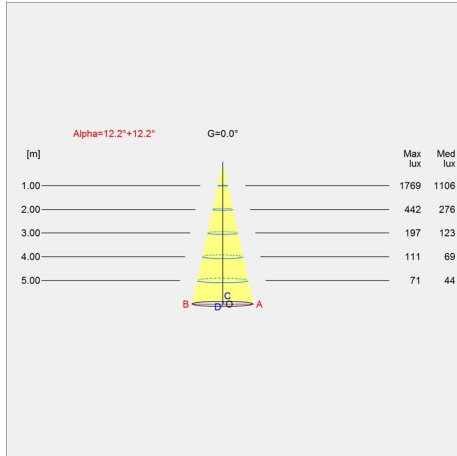 Alpha=12.2°+12.2° G=0.0°
[m] Max Med
lux lux
1.00 1769 1106
2.00 442 276
3.00 197 123
4.00 111 69
5.00 71 44
C
B D O A